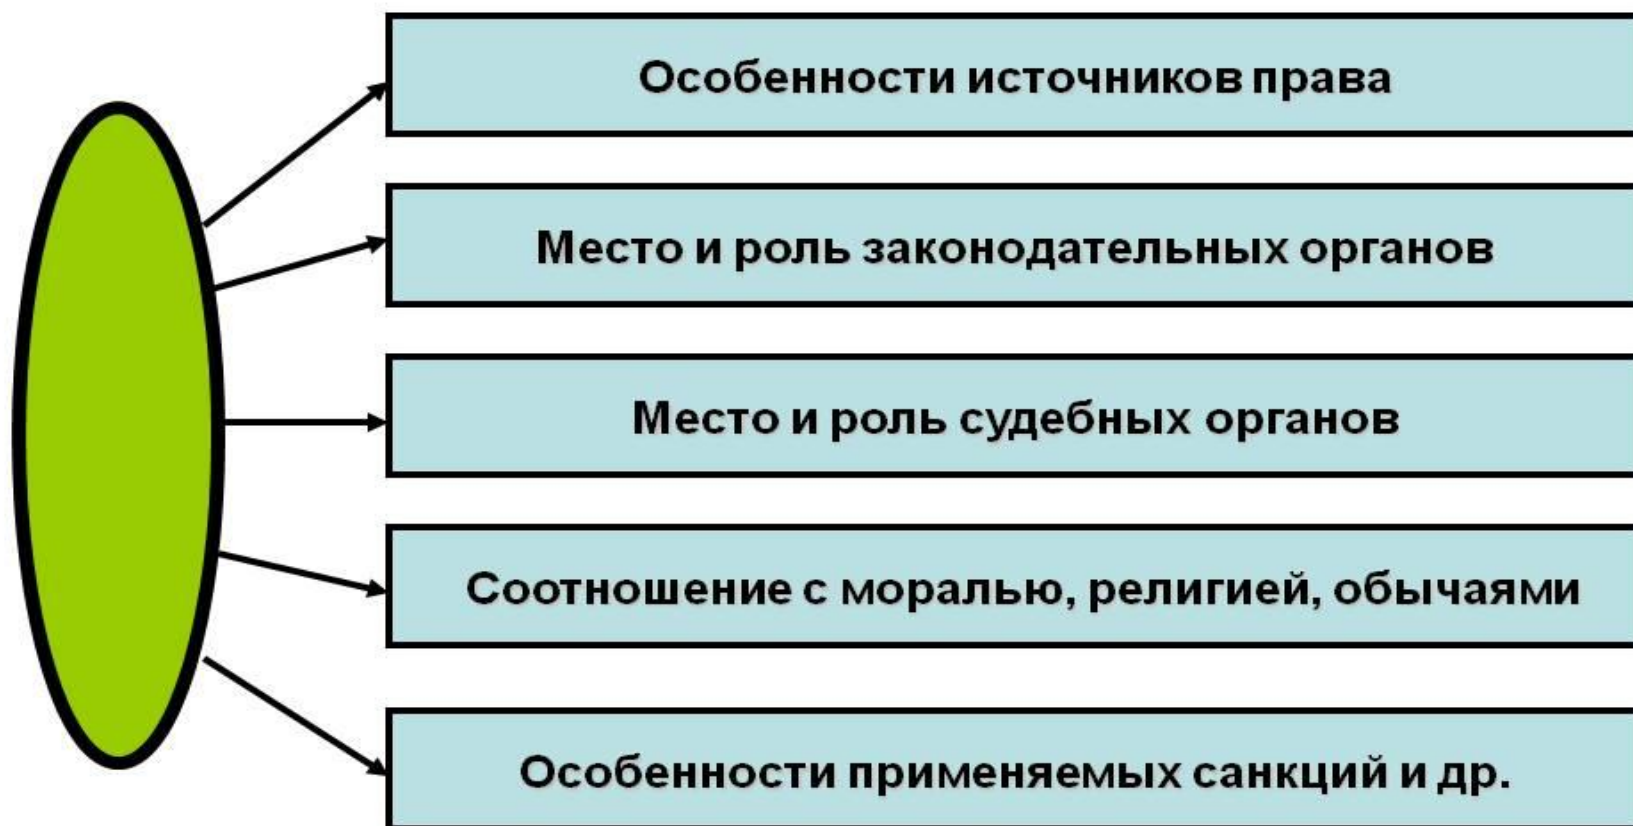 Особенности источников права
Место и роль законодательных органов
Место и роль судебных органов
Соотношение с моралью, религией, обычаями
Особенности применяемых санкций и др.